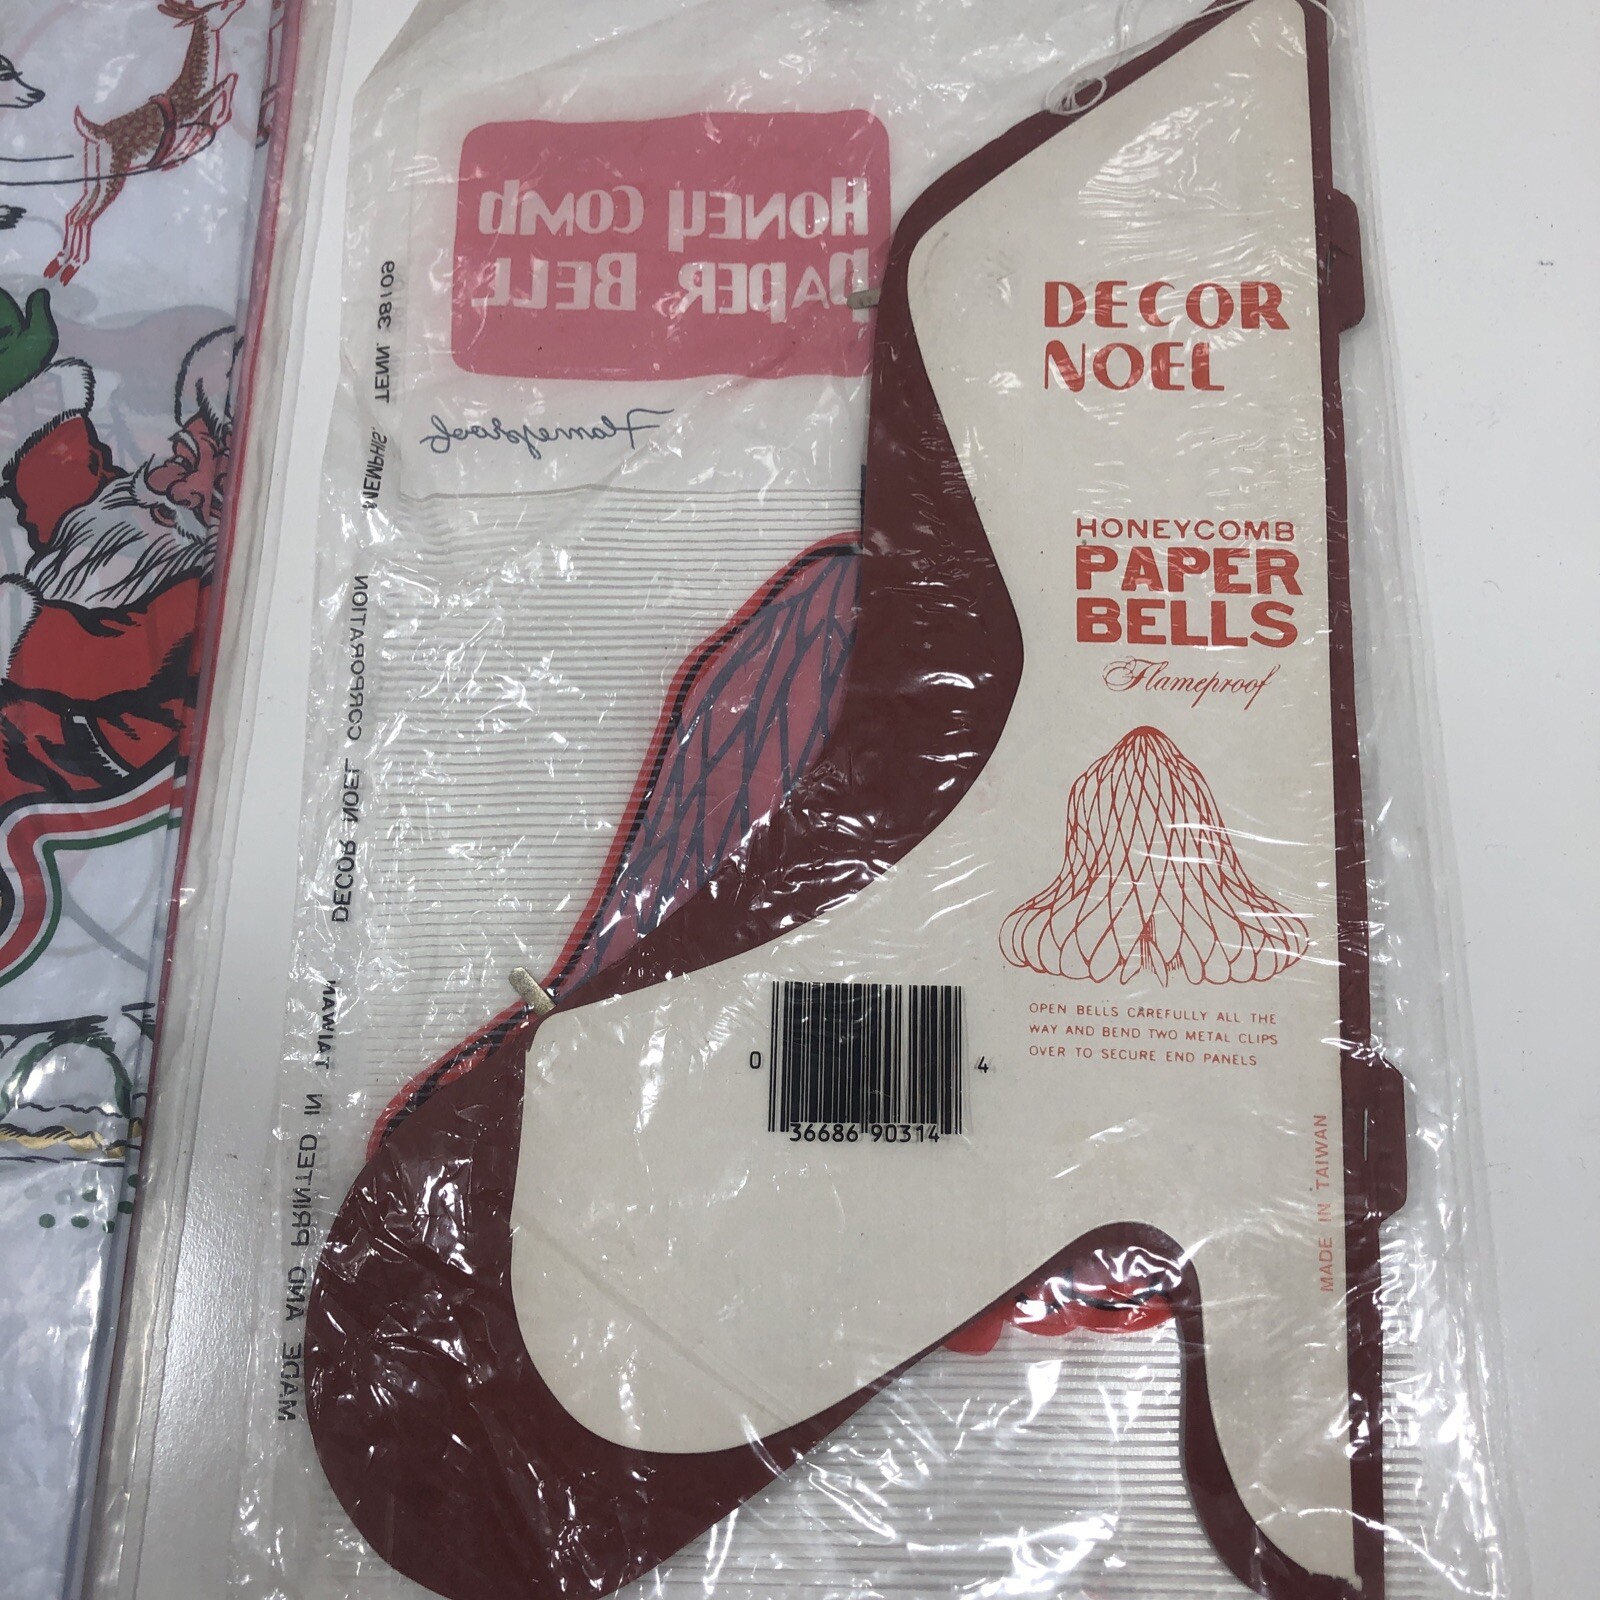 Honey Comb
Paper Bell
Flameproof
MADE AND PRINTED IN TAIWAN DECOR NOEL CORPORATION MEMPHIS, TENN. 38109
DECOR
NOEL
HONEYCOMB
PAPER
BELLS
Flameproof
OPEN BELLS CAREFULLY ALL THE
WAY AND BEND TWO METAL CLIPS
OVER TO SECURE END PANELS
0 36686 90314 4
MADE IN TAIWAN